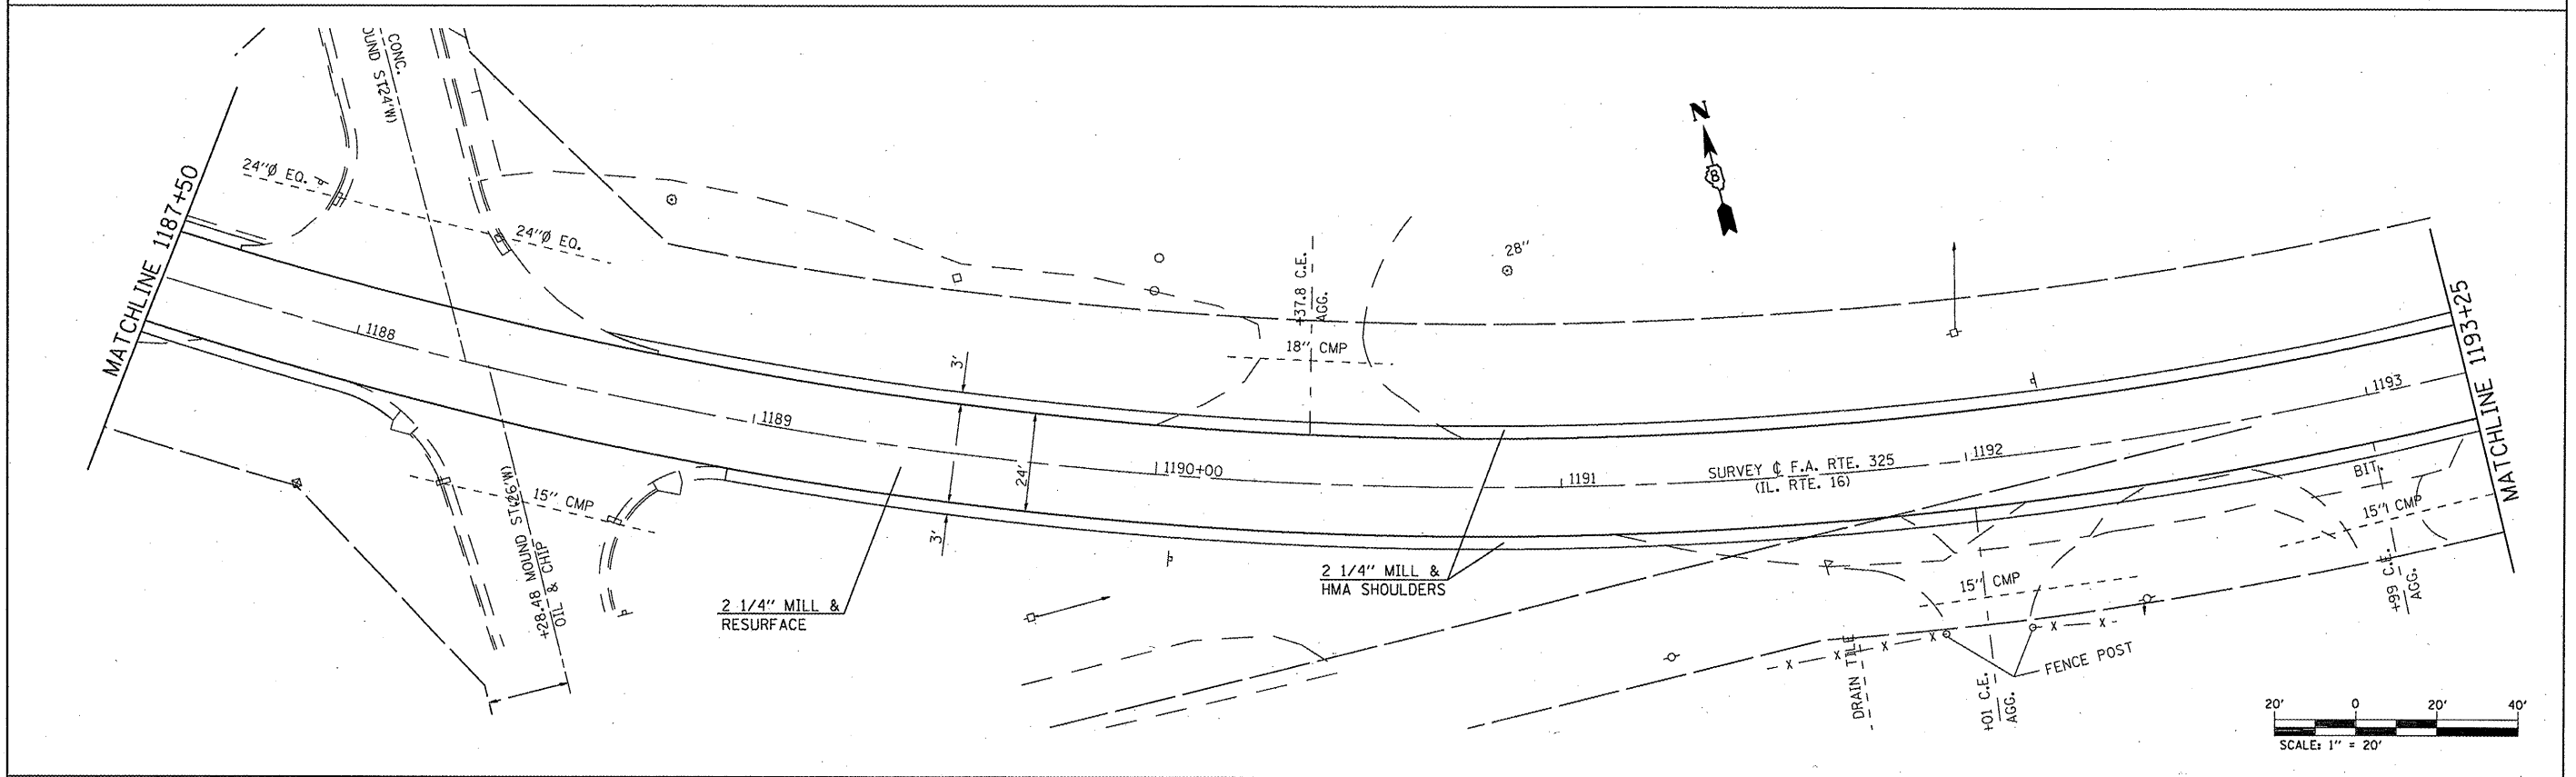 CONC.
OUND ST(24'W)
MATCHLINE 1187+50
24"Ø EQ.
24"Ø EQ.
1188
1189
1190+00
1191
1192
1193
3'
24'
3'
N
8
28"
+37.8 C.E.
AGG.
18" CMP
SURVEY ℄ F.A. RTE. 325
(IL. RTE. 16)
MATCHLINE 1193+25
BIT.
15" CMP
+99 C.E.
AGG.
15" CMP
+28.48 MOUND ST(26'W)
OIL & CHIP
2 1/4" MILL &
RESURFACE
2 1/4" MILL &
HMA SHOULDERS
15" CMP
X X X X X X
FENCE POST
DRAIN TILE
+01 C.E.
AGG.
20' 0 20' 40'
SCALE: 1" = 20'